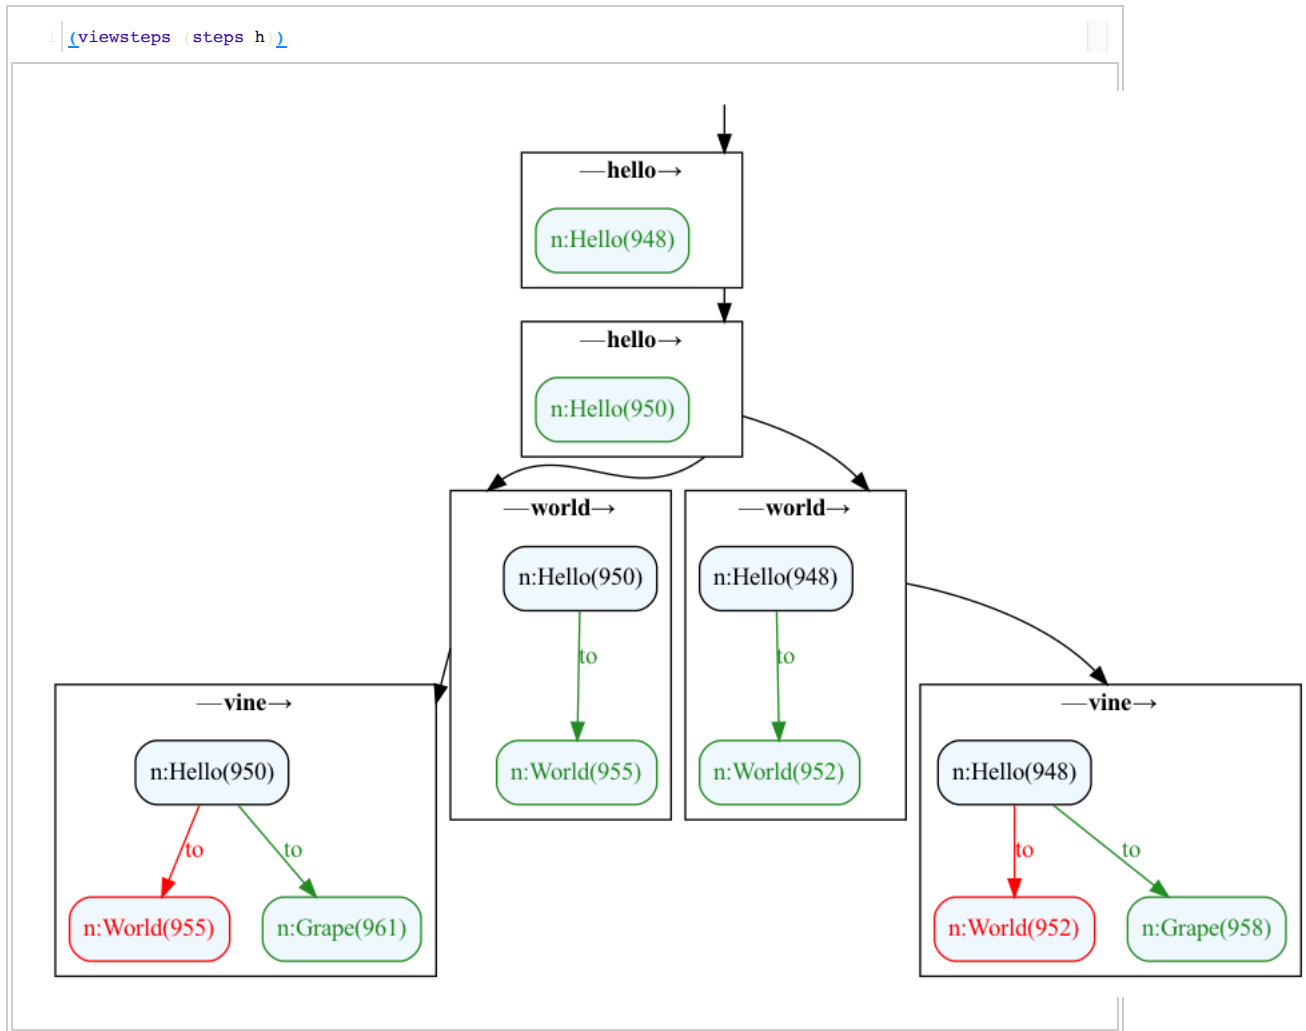 1 (viewsteps (steps h))
—hello→
n:Hello(948)
—hello→
n:Hello(950)
—world→
n:Hello(950)
to
n:World(955)
—world→
n:Hello(948)
to
n:World(952)
—vine→
n:Hello(950)
to
to
n:World(955)
n:Grape(961)
—vine→
n:Hello(948)
to
to
n:World(952)
n:Grape(958)